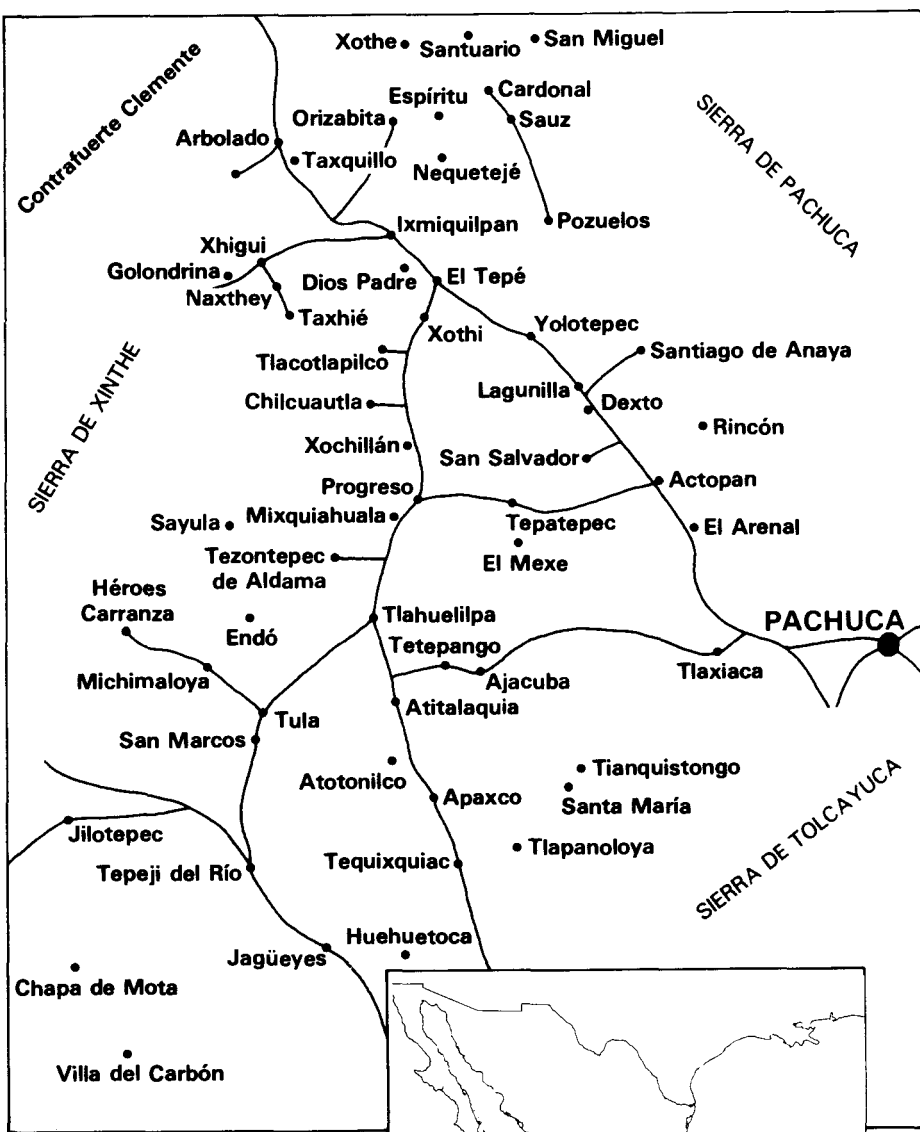 Xothe
Santuario
San Miguel
Contrafuerte Clemente
Cardonal
Espíritu
Orizabita
Sauz
SIERRA DE PACHUCA
Arbolado
Taxquillo
Nequetejé
Pozuelos
Ixmiquilpan
Xhigui
Golondrina
Dios Padre
El Tepé
Naxthey
Taxhié
Xothi
Yolotepec
Tlacotlapilco
Santiago de Anaya
SIERRA DE XINTHE
Lagunilla
Chilcuautla
Dexto
Rincón
Xochillán
San Salvador
Progreso
Actopan
Mixquiahuala
Sayula
Tepatepec
El Arenal
Tezontepec
de Aldama
El Mexe
Héroes
Carranza
Endó
Tlahuelilpa
PACHUCA
Tetepango
Tlaxiaca
Michimaloya
Ajacuba
Atitalaquia
Tula
San Marcos
Atotonilco
Tianquistongo
Apaxco
Santa María
SIERRA DE TOLCAYUCA
Jilotepec
Tlapanoloya
Tepeji del Río
Tequixquiac
Huehuetoca
Jagüeyes
Chapa de Mota
Villa del Carbón